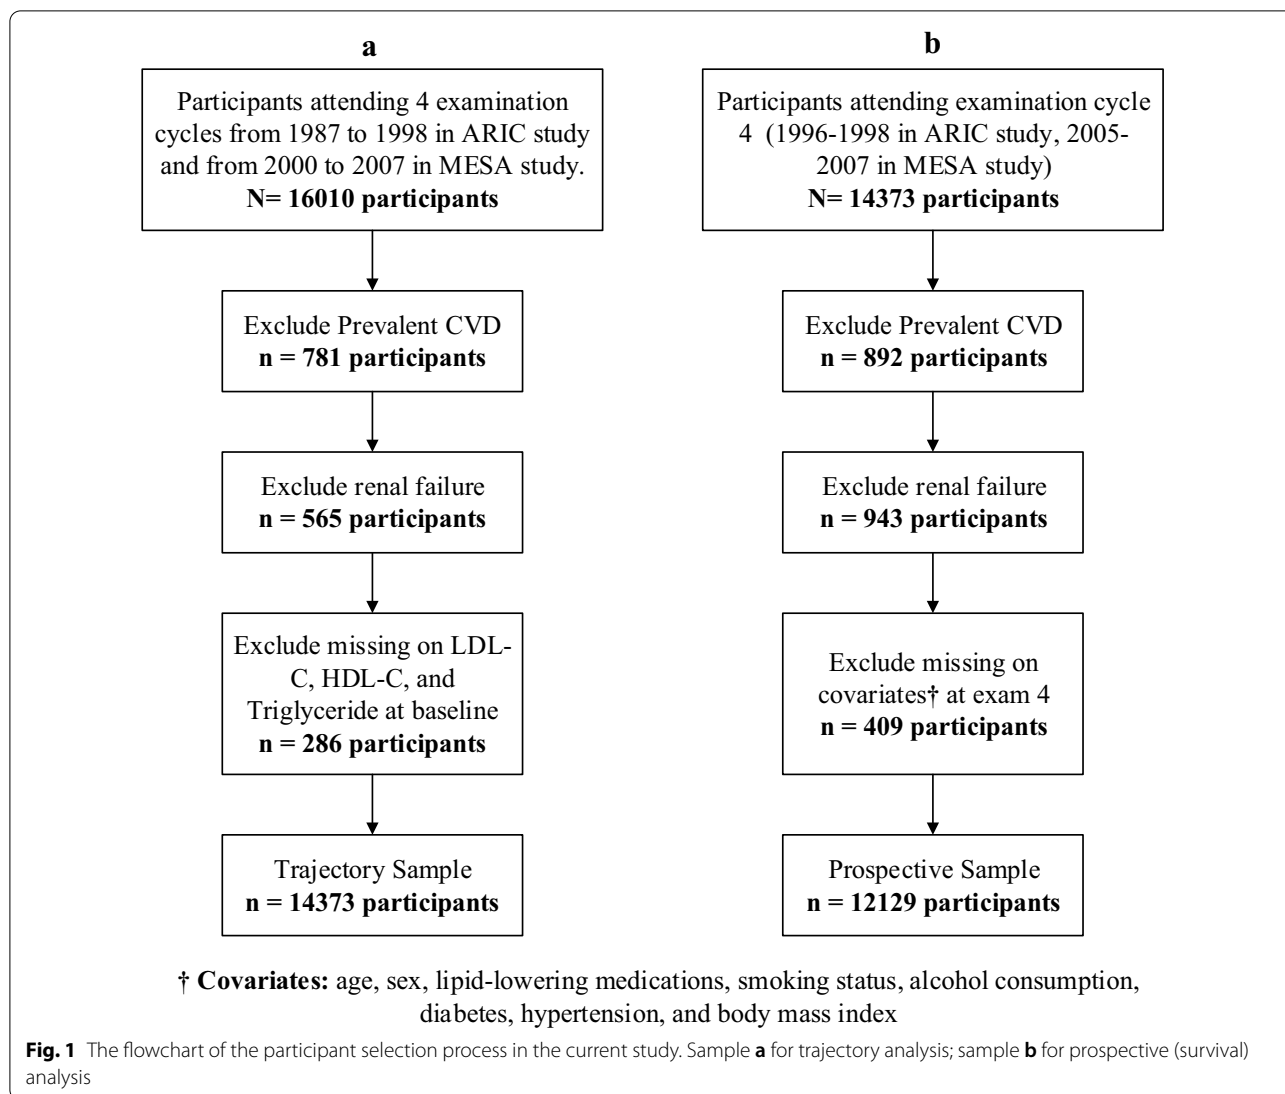 a
Participants attending 4 examination
cycles from 1987 to 1998 in ARIC study
and from 2000 to 2007 in MESA study.
N= 16010 participants
Exclude Prevalent CVD
n = 781 participants
Exclude renal failure
n = 565 participants
Exclude missing on LDL-
C, HDL-C, and
Triglyceride at baseline
n = 286 participants
Trajectory Sample
n = 14373 participants
b
Participants attending examination cycle
4 (1996-1998 in ARIC study, 2005-
2007 in MESA study)
N= 14373 participants
Exclude Prevalent CVD
n = 892 participants
Exclude renal failure
n = 943 participants
Exclude missing on
covariates† at exam 4
n = 409 participants
Prospective Sample
n = 12129 participants
† Covariates: age, sex, lipid-lowering medications, smoking status, alcohol consumption,
diabetes, hypertension, and body mass index
Fig. 1 The flowchart of the participant selection process in the current study. Sample a for trajectory analysis; sample b for prospective (survival)
analysis